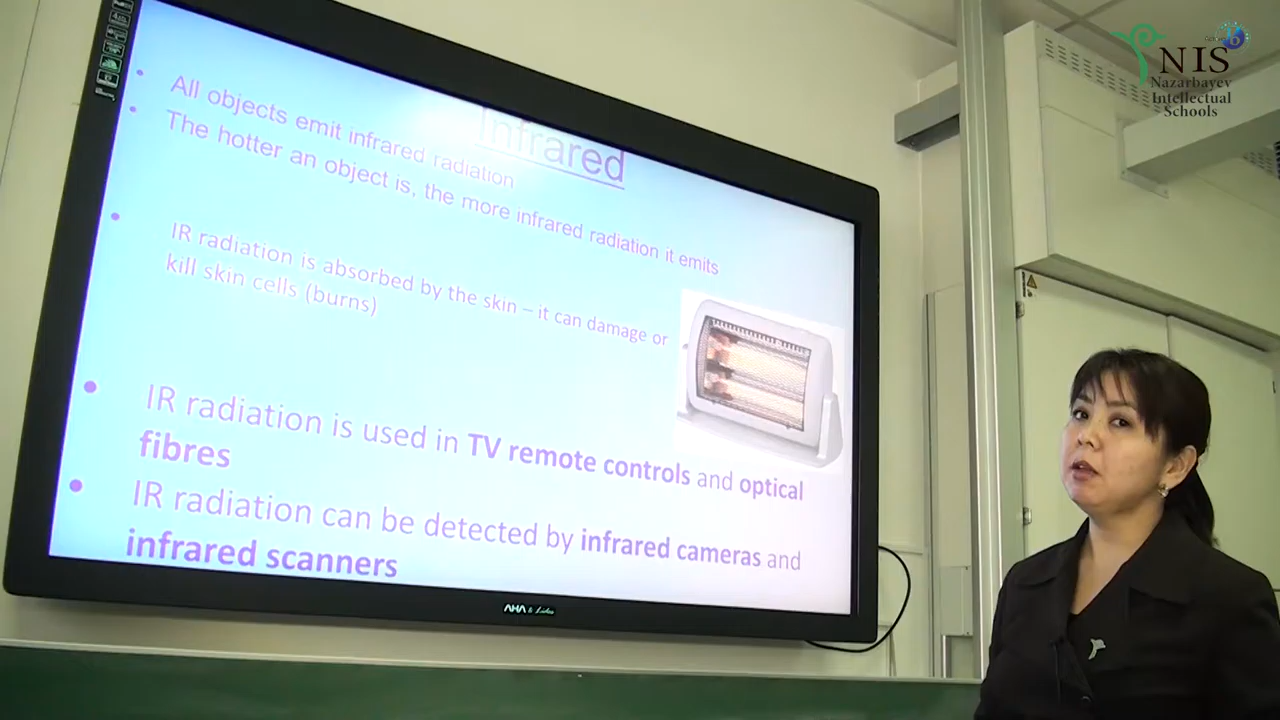 Infrared
All objects emit infrared radiation
The hotter an object is, the more infrared radiation it emits
IR radiation is absorbed by the skin – it can damage or
kill skin cells (burns)
IR radiation is used in TV remote controls and optical
fibres
IR radiation can be detected by infrared cameras and
infrared scanners
AHA & Lides
NIS
Nazarbayev
Intellectual
Schools